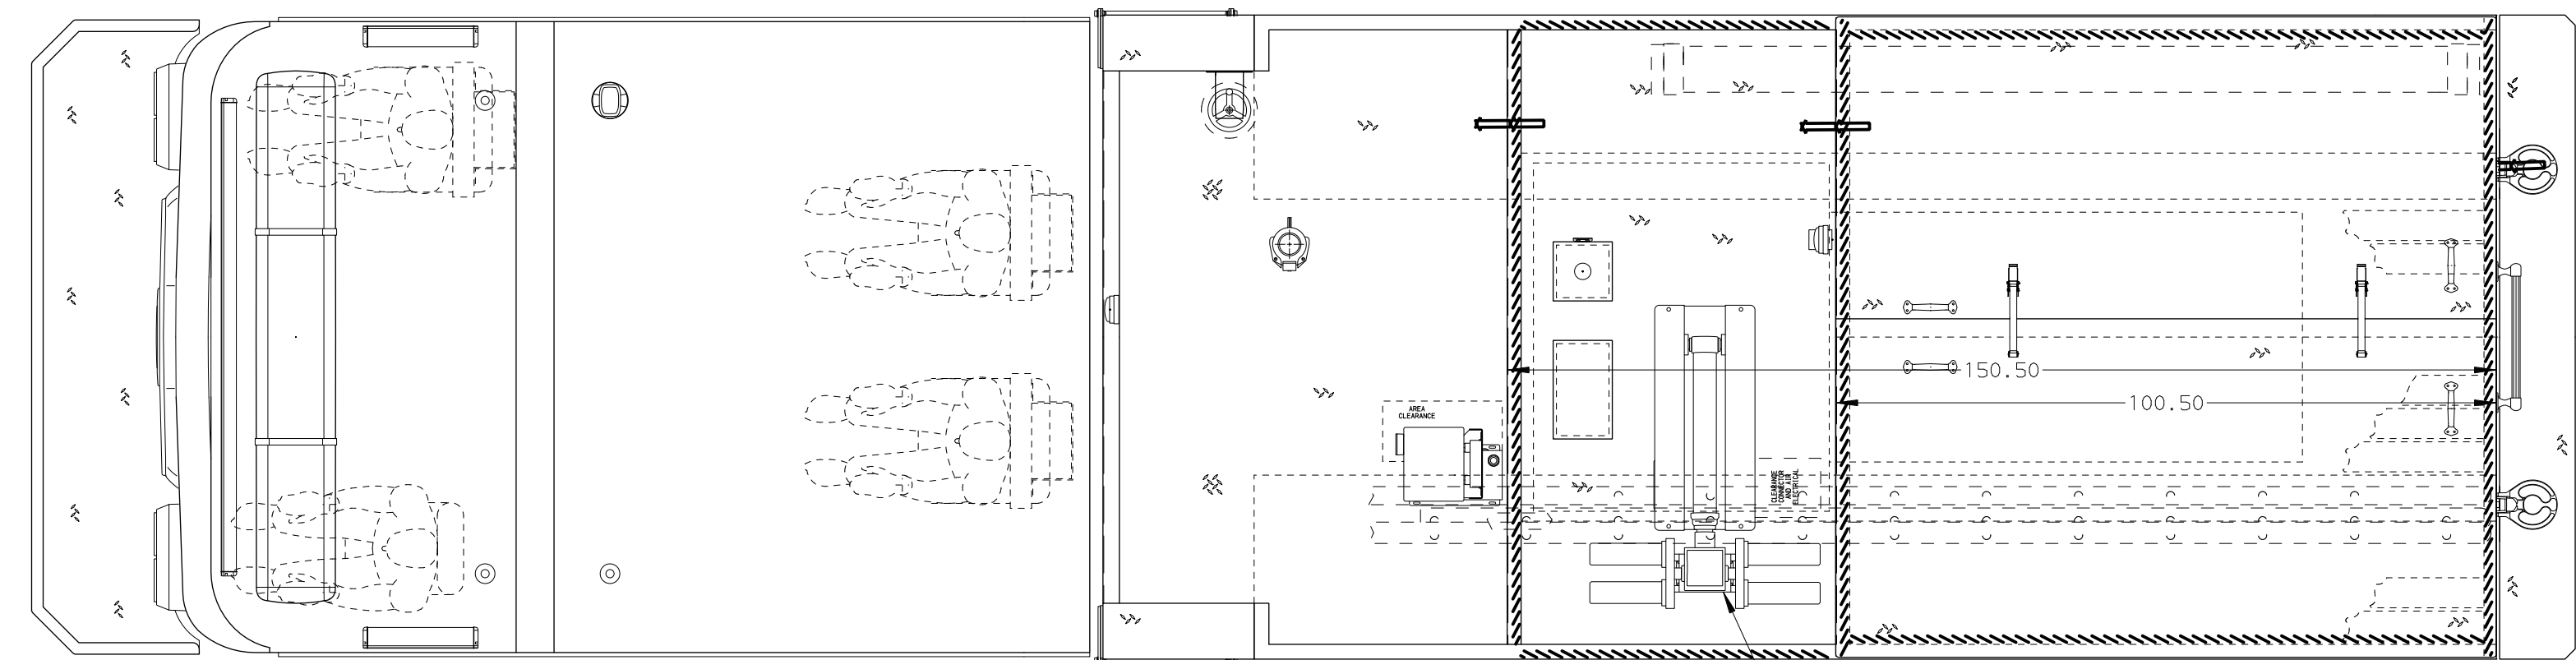 AREA
CLEARANCE
150.50
100.50
CLEARANCE
CONNECTOR
AND AIR
ELECTRICAL